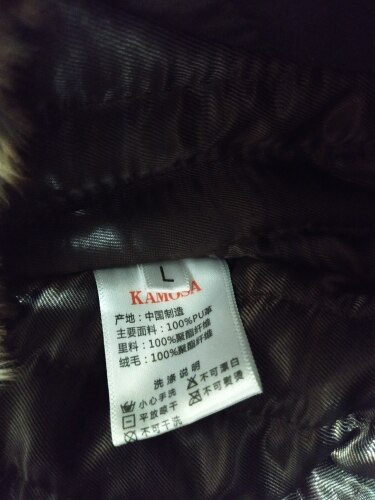 L
KAMOSA
产地:中国制造
主要面料:100%PU革
里料:100%聚酯纤维
绒毛:100%聚酯纤维
洗涤说明
小心手洗 不可漂白
平放晾干 不可熨烫
不可干洗